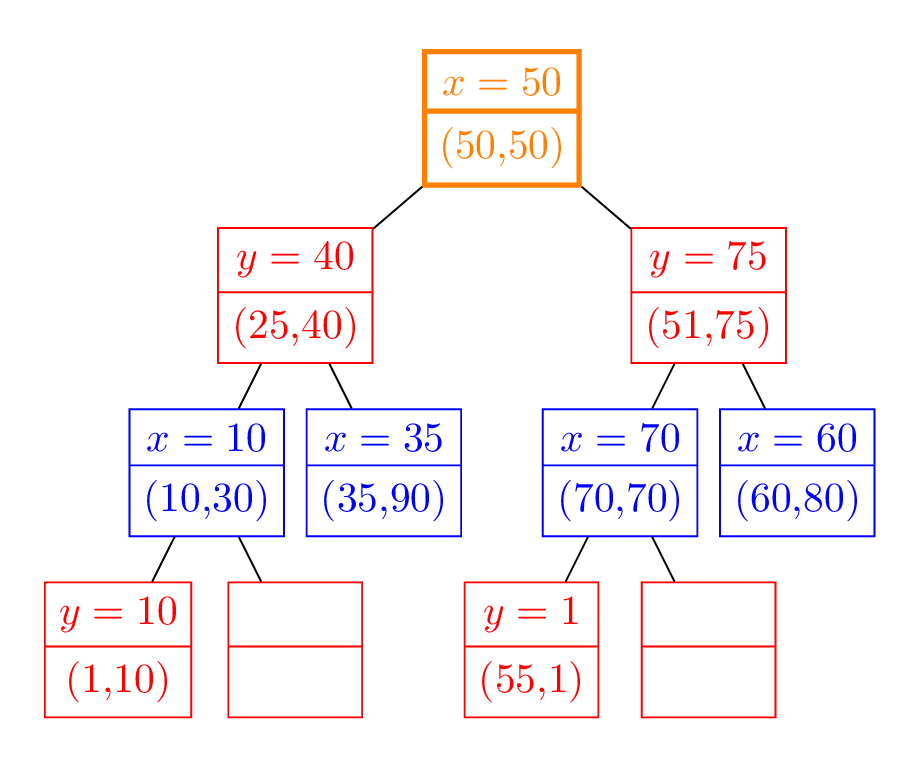 x = 50
(50,50)
y = 40
(25,40)
y = 75
(51,75)
x = 10
(10,30)
x = 35
(35,90)
x = 70
(70,70)
x = 60
(60,80)
y = 10
(1,10)
y = 1
(55,1)